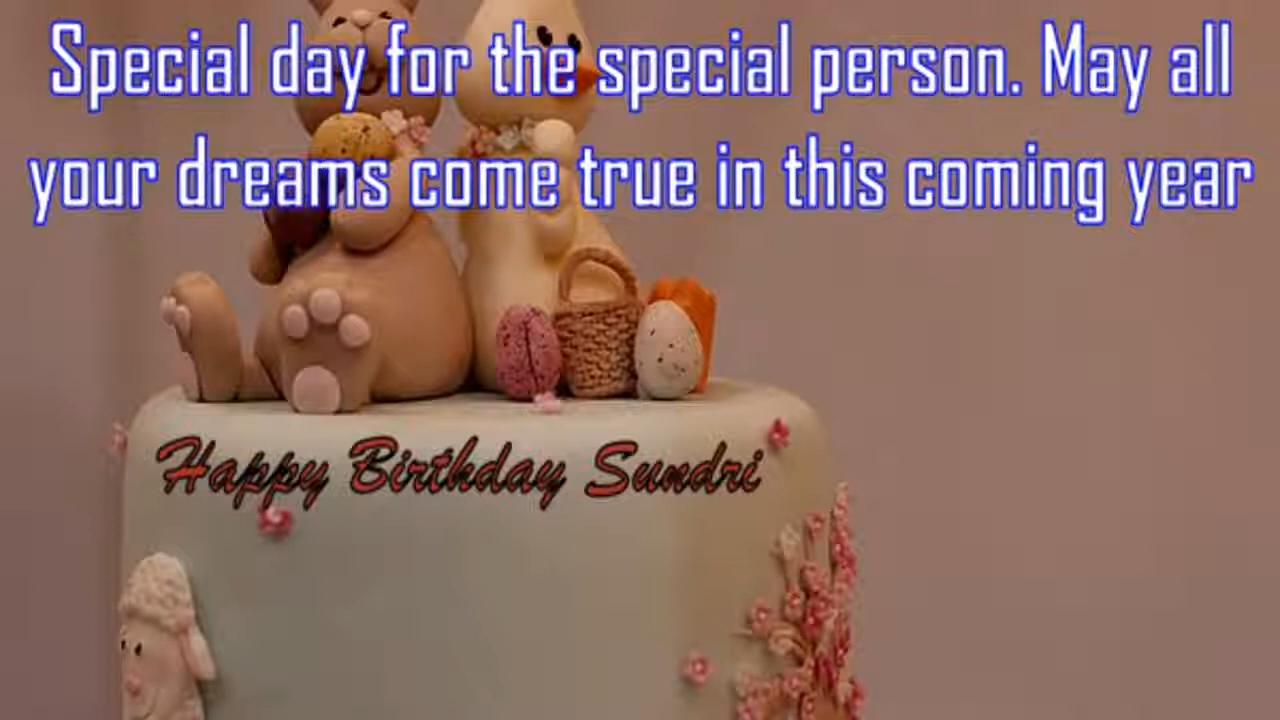 Special day for the special person. May all
your dreams come true in this coming year
Happy Birthday Sundri